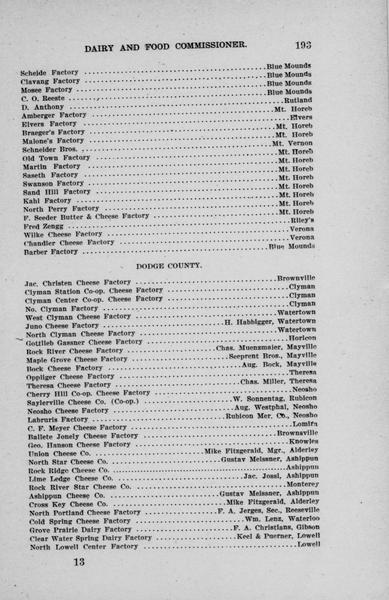 DAIRY AND FOOD COMMISSIONER. 193
Scheide Factory ........ Blue Mounds
Clavang Factory ........ Blue Mounds
Mosee Factory ........ Blue Mounds
C. O. Reeste ........ Blue Mounds
D. Anthony ........ Rutland
Amberger Factory ........ Mt. Horeb
Elvers Factory ........ Elvers
Braeger's Factory ........ Mt. Horeb
Malone's Factory ........ Mt. Horeb
Schneider Bros. ........ Mt. Vernon
Old Town Factory ........ Mt. Horeb
Martin Factory ........ Mt. Horeb
Saseth Factory ........ Mt. Horeb
Swanson Factory ........ Mt. Horeb
Sand Hill Factory ........ Mt. Horeb
Kahl Factory ........ Mt. Horeb
North Perry Factory ........ Mt. Horeb
F. Seeder Butter & Cheese Factory ........ Mt. Horeb
Fred Zengg ........ Riley's
Wilke Cheese Factory ........ Verona
Chandler Cheese Factory ........ Verona
Barber Factory ........ Blue Mounds
DODGE COUNTY.
Jac. Christen Cheese Factory ........ Brownville
Clyman Station Co-op. Cheese Factory ........ Clyman
Clyman Center Co-op. Cheese Factory ........ Clyman
No. Clyman Factory ........ Clyman
West Clyman Cheese Factory ........ Watertown
Juno Cheese Factory ........ H. Habbigger, Watertown
North Clyman Cheese Factory ........ Watertown
Gottlieb Gassner Cheese Factory ........ Horicon
Rock River Cheese Factory ........ Chas. Muenzmaier, Mayville
Maple Grove Cheese Factory ........ Seeprent Bros., Mayville
Bock Cheese Factory ........ Aug. Bock, Mayville
Oppliger Cheese Factory ........ Theresa
Theresa Cheese Factory ........ Chas. Miller, Theresa
Cherry Hill Co-op. Cheese Factory ........ Neosho
Saylerville Cheese Co. (Co-op.) ........ W. Sonnentag, Rubicon
Neosho Cheese Factory ........ Aug. Westphal, Neosho
Labruris Factory ........ Rubicon Mer. Co., Neosho
C. F. Meyer Cheese Factory ........ Lomira
Ballete Jonely Cheese Factory ........ Brownville
Geo. Hanson Cheese Factory ........ Knowles
Union Cheese Co. ........ Mike Fitzgerald, Mgr., Alderley
North Star Cheese Co. ........ Gustav Meissner, Ashippun
Rock Ridge Cheese Co. ........ Ashippun
Lime Ledge Cheese Co. ........ Jac. Jossi, Ashippun
Rock River Star Cheese Co. ........ Monterey
Ashippun Cheese Co. ........ Gustav Meissner, Ashippun
Cross Key Cheese Co. ........ Mike Fitzgerald, Alderley
North Portland Cheese Factory ........ F. A. Jerges, Sec., Reeseville
Cold Spring Cheese Factory ........ Wm. Lenz, Waterloo
Grove Prairie Dairy Factory ........ F. A. Christians, Gibson
Clear Water Spring Dairy Factory ........ Keel & Puerner, Lowell
North Lowell Center Factory ........ Lowell
13